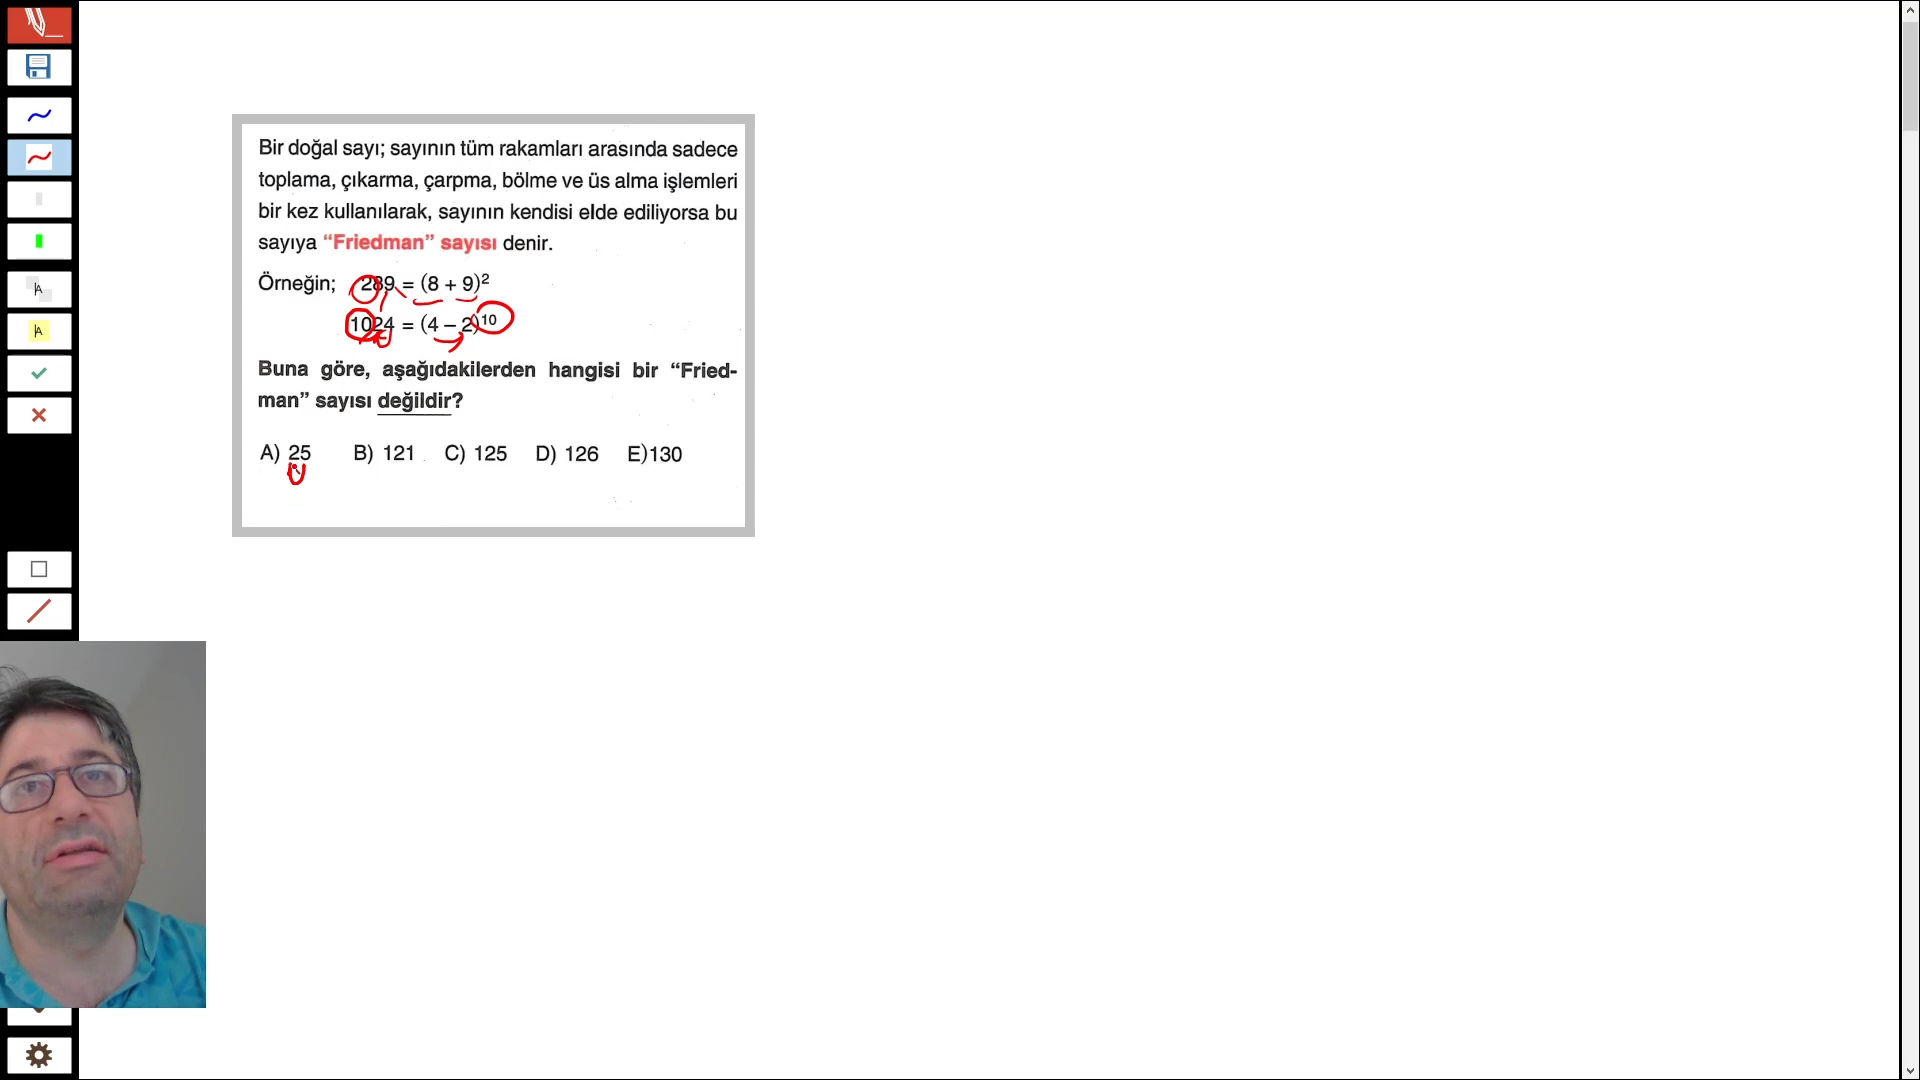 Bir doğal sayı; sayının tüm rakamları arasında sadece
toplama, çıkarma, çarpma, bölme ve üs alma işlemleri
bir kez kullanılarak, sayının kendisi elde ediliyorsa bu
sayıya “Friedman” sayısı denir.
Örneğin; 289 = (8 + 9)²
1024 = (4 – 2)¹⁰
Buna göre, aşağıdakilerden hangisi bir “Fried-
man” sayısı değildir?
A) 25 B) 121 C) 125 D) 126 E)130